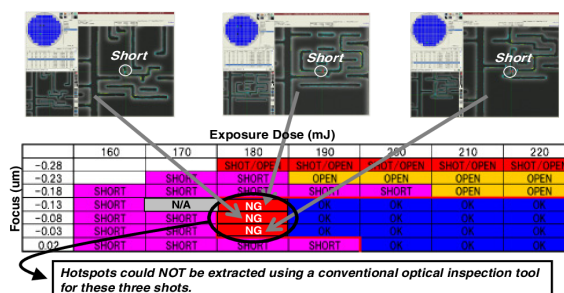 Short
Short
Short
Exposure Dose (mJ)
160 170 180 190 200 210 220
Focus (um)
-0.28 SHOT/OPEN SHOT/OPEN SHOT/OPEN SHOT/OPEN SHOT/OPEN
-0.23 SHORT SHORT OPEN OPEN OPEN OPEN
-0.18 SHORT SHORT SHORT SHORT SHORT OPEN OPEN
-0.13 SHORT N/A NG OK OK OK OK
-0.08 SHORT SHORT NG OK OK OK OK
-0.03 SHORT SHORT NG OK OK OK OK
0.02 SHORT SHORT SHORT SHORT OK OK OK
Hotspots could NOT be extracted using a conventional optical inspection tool
for these three shots.